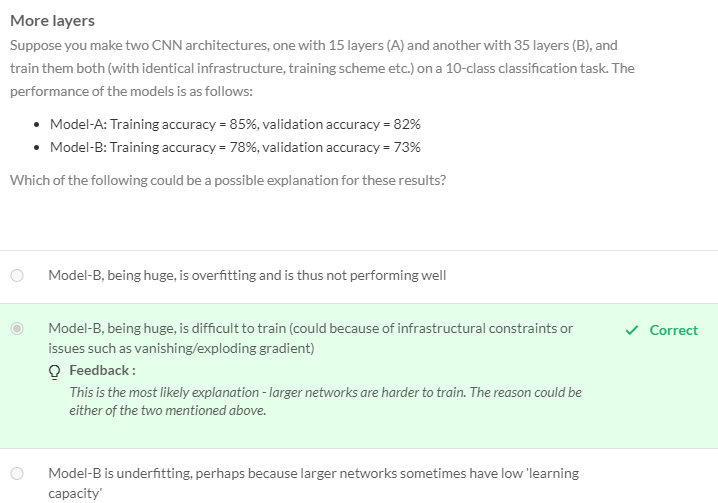 More layers
Suppose you make two CNN architectures, one with 15 layers (A) and another with 35 layers (B), and
train them both (with identical infrastructure, training scheme etc.) on a 10-class classification task. The
performance of the models is as follows:
• Model-A: Training accuracy = 85%, validation accuracy = 82%
• Model-B: Training accuracy = 78%, validation accuracy = 73%
Which of the following could be a possible explanation for these results?
Model-B, being huge, is overfitting and is thus not performing well
Model-B, being huge, is difficult to train (could because of infrastructural constraints or
issues such as vanishing/exploding gradient)
✓ Correct
Feedback :
This is the most likely explanation - larger networks are harder to train. The reason could be
either of the two mentioned above.
Model-B is underfitting, perhaps because larger networks sometimes have low 'learning
capacity'